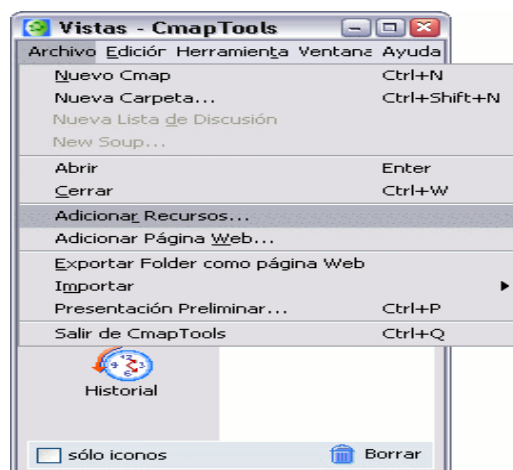 Vistas - CmapTools
Archivo Edición Herramienta Ventana Ayuda
Nuevo Cmap Ctrl+N
Nueva Carpeta... Ctrl+Shift+N
Nueva Lista de Discusión
New Soup...
Abrir Enter
Cerrar Ctrl+W
Adicionar Recursos...
Adicionar Página Web...
Exportar Folder como página Web
Importar
Presentación Preliminar... Ctrl+P
Salir de CmapTools Ctrl+Q
Historial
sólo iconos Borrar